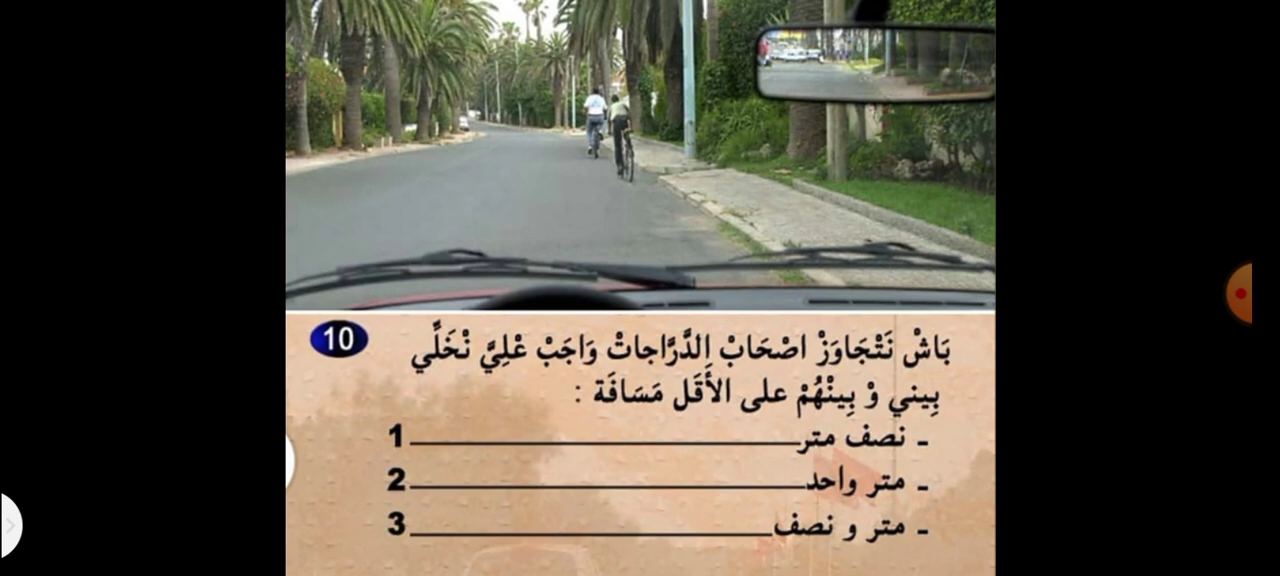 10
بَاشْ نَتْجَاوَزْ اصْحَابْ الدَّرَّاجاتْ وَاجَبْ عْلِيَّ نْخَلِّي
بِيني وْ بِينْهُمْ على الأَقَل مَسَافَة :
ـ نصف متر 1
ـ متر واحد 2
ـ متر و نصف 3